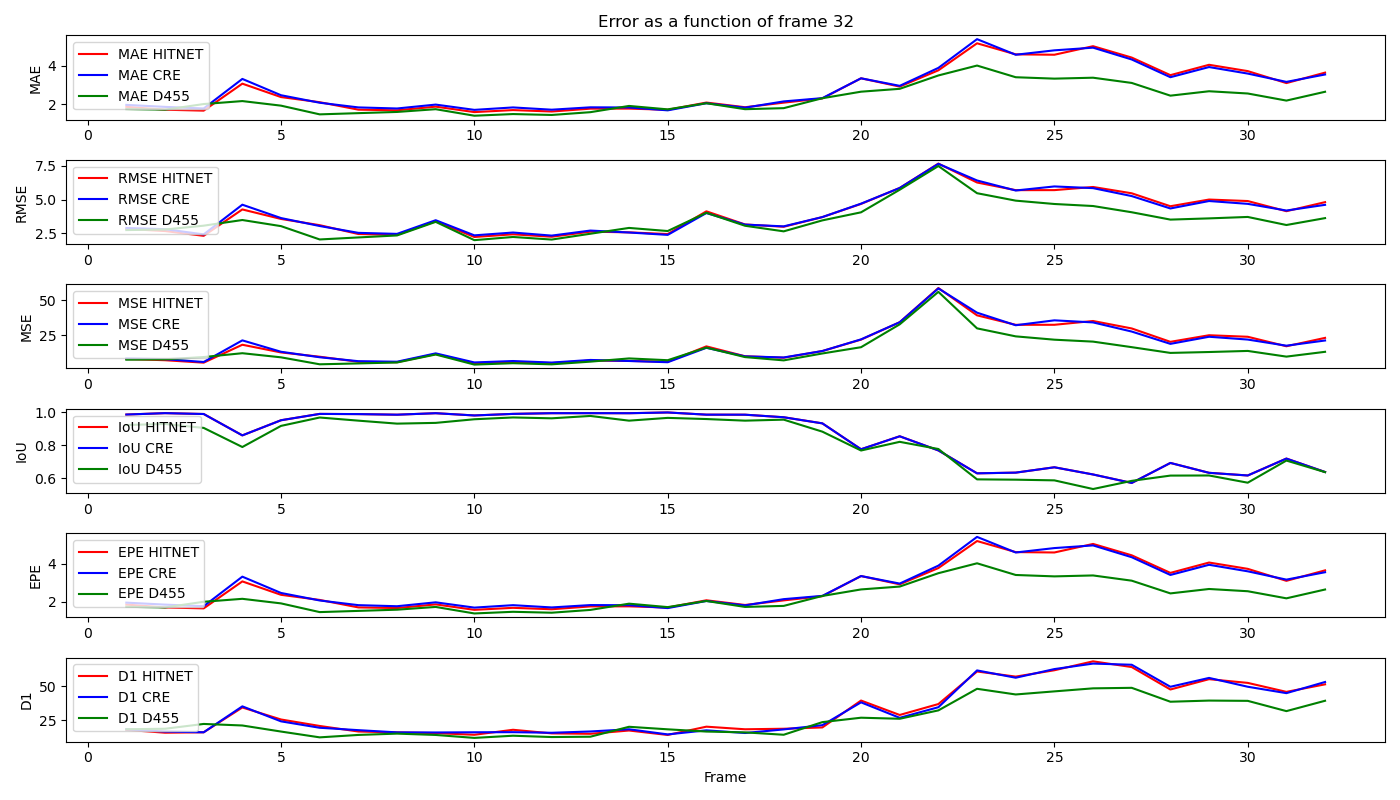 Error as a function of frame 32
MAE
4
2
MAE HITNET
MAE CRE
MAE D455
0 5 10 15 20 25 30
RMSE
7.5
5.0
2.5
RMSE HITNET
RMSE CRE
RMSE D455
0 5 10 15 20 25 30
MSE
50
25
MSE HITNET
MSE CRE
MSE D455
0 5 10 15 20 25 30
IoU
1.0
0.8
0.6
IoU HITNET
IoU CRE
IoU D455
0 5 10 15 20 25 30
EPE
4
2
EPE HITNET
EPE CRE
EPE D455
0 5 10 15 20 25 30
D1
50
25
D1 HITNET
D1 CRE
D1 D455
0 5 10 15 20 25 30
Frame